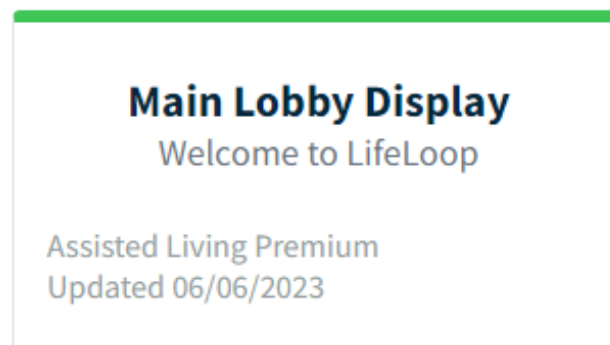 Main Lobby Display
Welcome to LifeLoop
Assisted Living Premium
Updated 06/06/2023